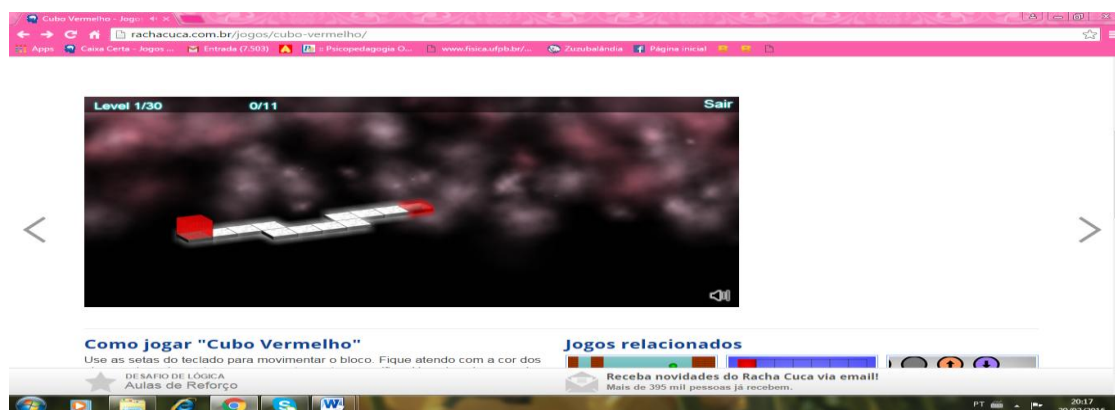 Cubo Vermelho - Jogo
rachacuca.com.br/jogos/cubo-vermelho/
Apps
Caixa Certa - Jogos ...
Entrada (7.503)
:: Psicopedagogia O...
www.fisica.ufpb.br/...
Zuzubalândia
Página inicial
Level 1/30
0/11
Sair
Como jogar "Cubo Vermelho"
Use as setas do teclado para movimentar o bloco. Fique atendo com a cor dos
Jogos relacionados
DESAFIO DE LÓGICA
Aulas de Reforço
Receba novidades do Racha Cuca via email!
Mais de 395 mil pessoas já recebem.
PT
20:17